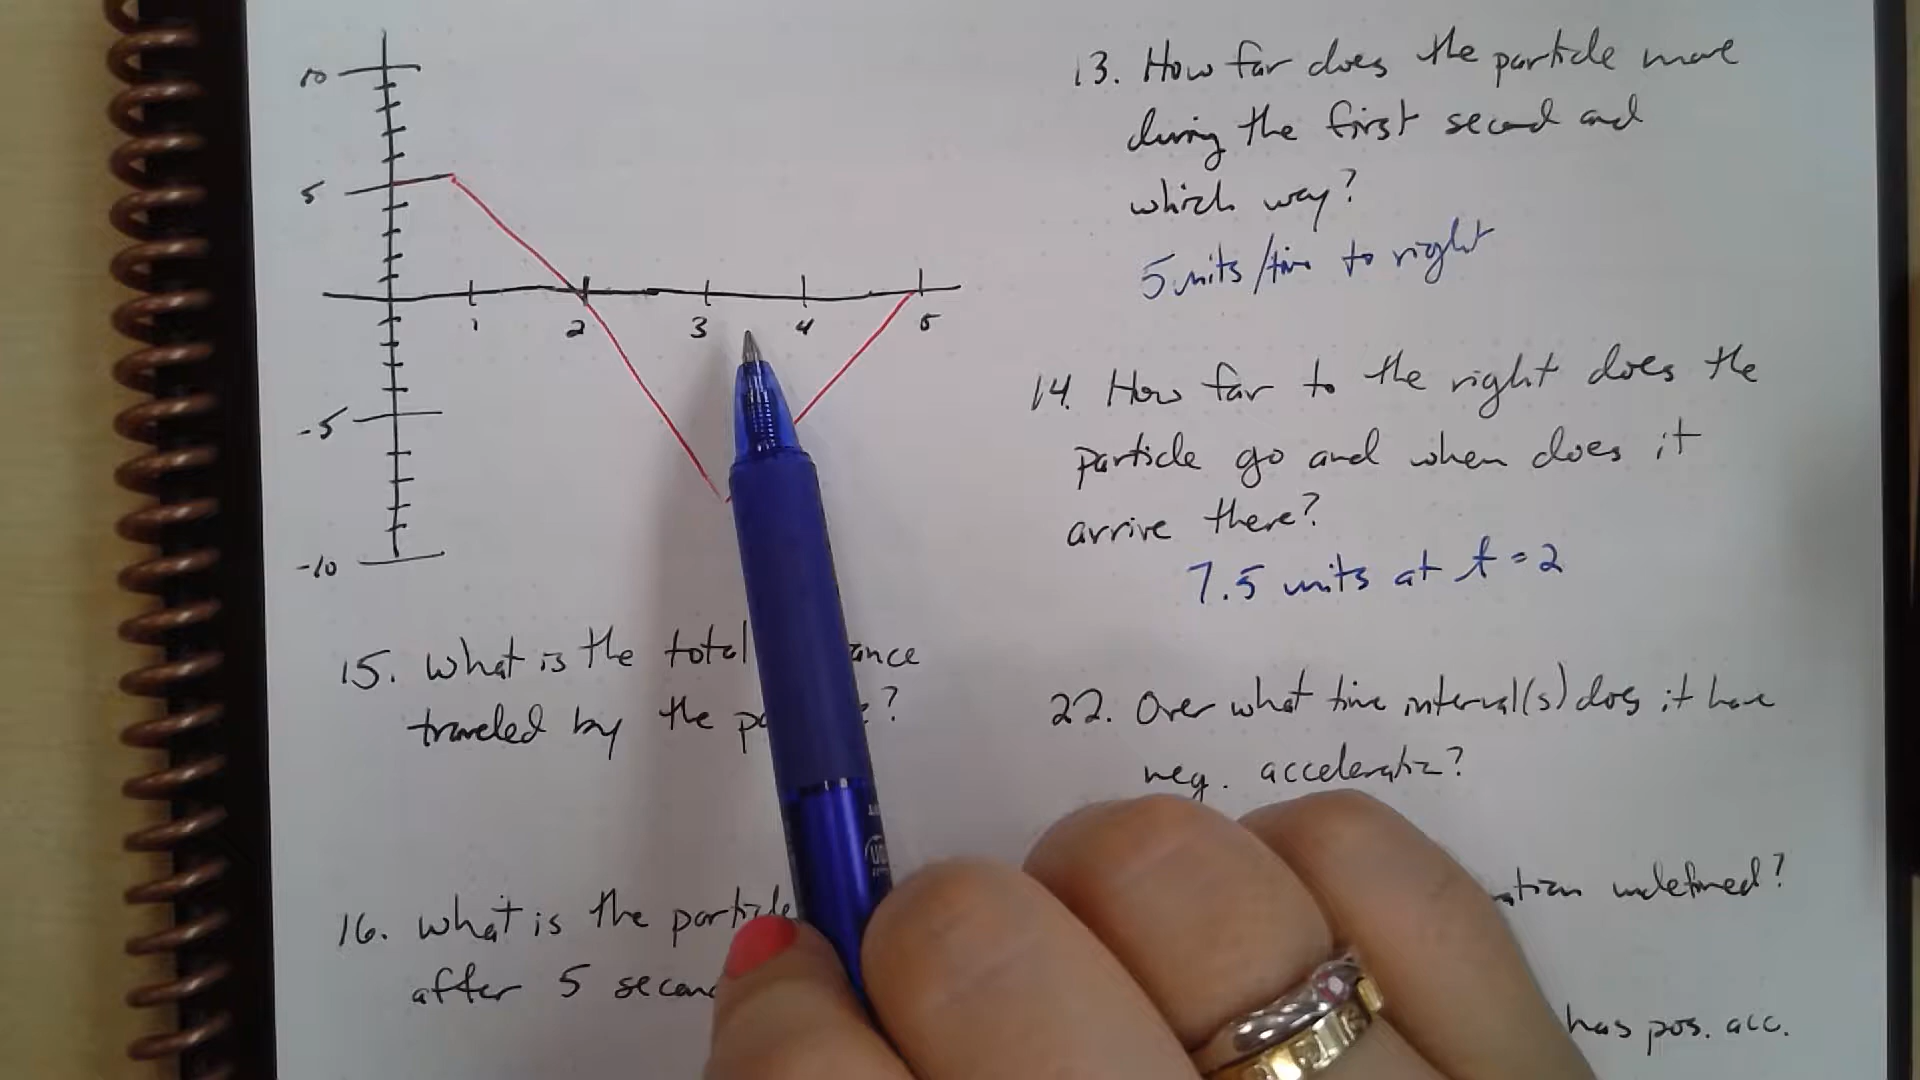 10
5
1 2 3 4 5
-5
-10
13. How far does the particle move
during the first second and
which way?
5 units/time to right
14. How far to the right does the
particle go and when does it
arrive there?
7.5 units at t = 2
15. What is the total
traveled by the
16. What is the particle
after 5
22. Over what time interval(s) does it have
neg. acceleration?
undefined?
has pos. acc.